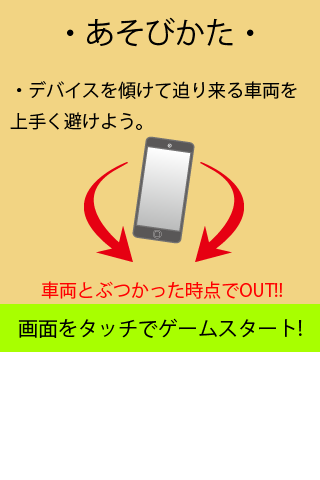 ・あそびかた・
・デバイスを傾けて迫り来る車両を
上手く避けよう。
車両とぶつかった時点でOUT!!
画面をタッチでゲームスタート!